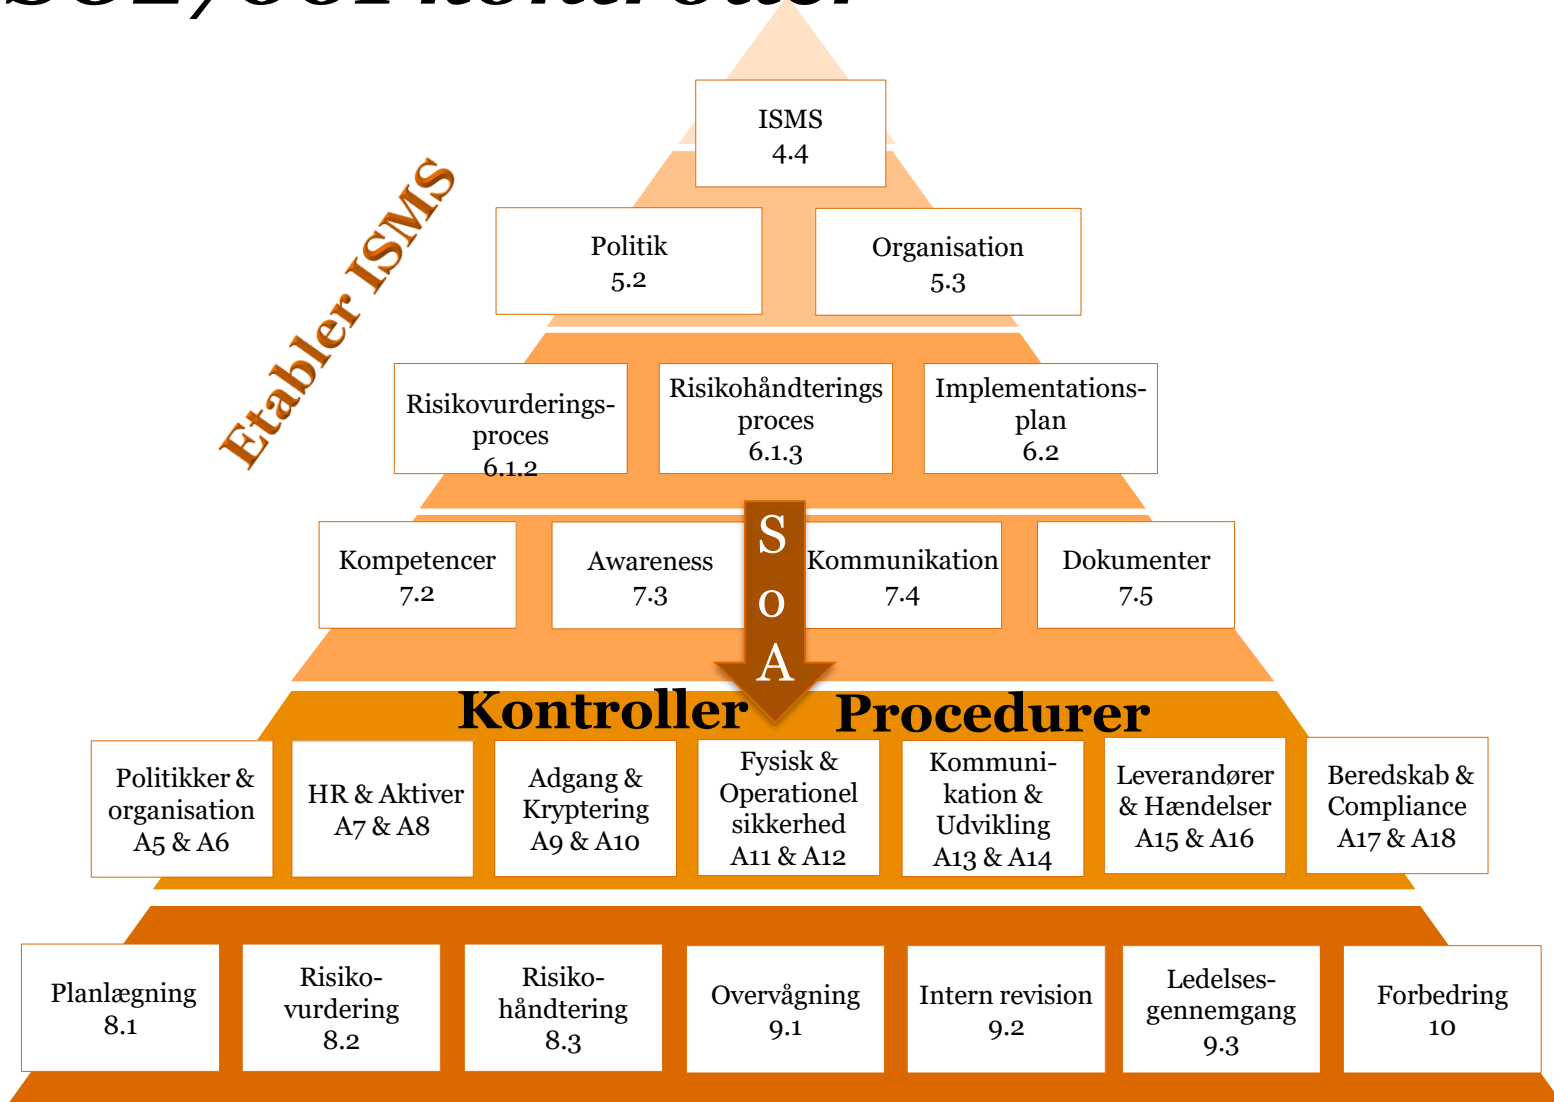 ISMS
4.4
Etabler ISMS
Politik
5.2
Organisation
5.3
Risikovurderings-
proces
6.1.2
Risikohåndterings
proces
6.1.3
Implementations-
plan
6.2
Kompetencer
7.2
Awareness
7.3
Kommunikation
7.4
Dokumenter
7.5
S
o
A
Kontroller
Procedurer
Politikker &
organisation
A5 & A6
HR & Aktiver
A7 & A8
Adgang &
Kryptering
A9 & A10
Fysisk &
Operationel
sikkerhed
A11 & A12
Kommuni-
kation &
Udvikling
A13 & A14
Leverandører
& Hændelser
A15 & A16
Beredskab &
Compliance
A17 & A18
Planlægning
8.1
Risiko-
vurdering
8.2
Risiko-
håndtering
8.3
Overvågning
9.1
Intern revision
9.2
Ledelses-
gennemgang
9.3
Forbedring
10